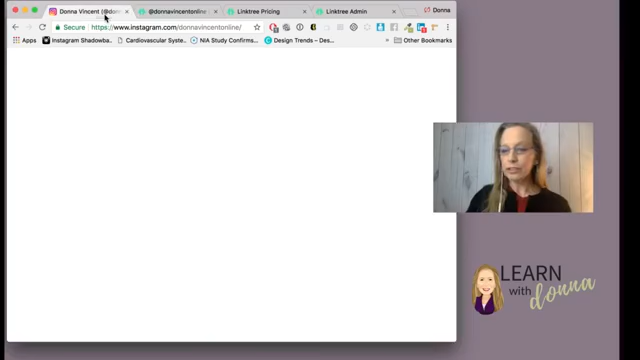 Donna Vincent (@don
@donnavincentonline
Linktree Pricing
Linktree Admin
Donna
Secure
https://www.instagram.com/donnavincentonline/
Apps
Instagram Shadowba
Cardiovascular Syste
NIA Study Confirms...
Design Trends – Des
»
Other Bookmarks
LEARN
with
donna